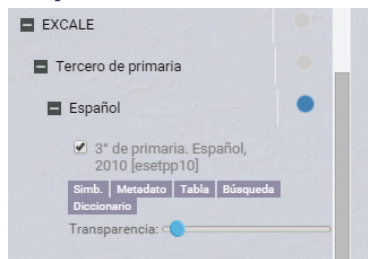 EXCALE
Tercero de primaria
Español
3° de primaria. Español,
2010 [esetpp10]
Simb. Metadato Tabla Búsqueda
Diccionario
Transparencia: